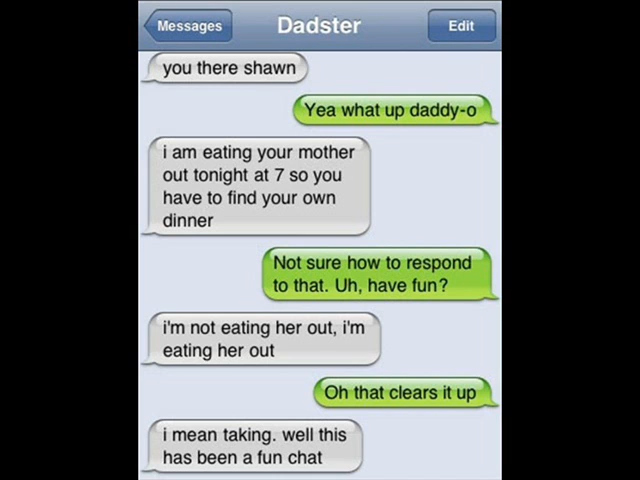 Messages Dadster Edit
you there shawn
Yea what up daddy-o
i am eating your mother
out tonight at 7 so you
have to find your own
dinner
Not sure how to respond
to that. Uh, have fun?
i'm not eating her out, i'm
eating her out
Oh that clears it up
i mean taking. well this
has been a fun chat